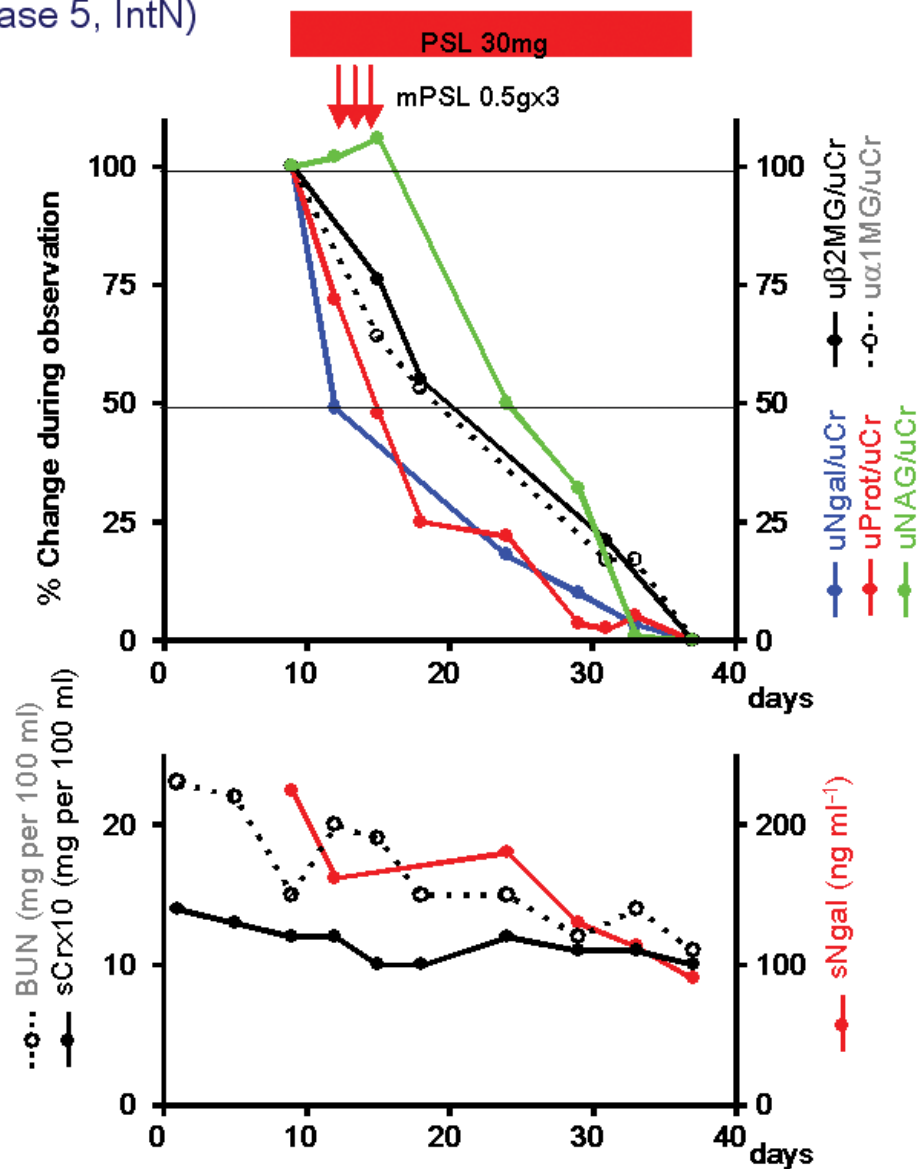 ase 5, IntN)
PSL 30mg
mPSL 0.5gx3
% Change during observation
100
75
50
25
0
100
75
50
25
0
0 10 20 30 40
days
uβ2MG/uCr
uα1MG/uCr
uNgal/uCr
uProt/uCr
uNAG/uCr
BUN (mg per 100 ml)
sCrx10 (mg per 100 ml)
20
10
0
200
100
0
0 10 20 30 40
days
sNgal (ng ml⁻¹)